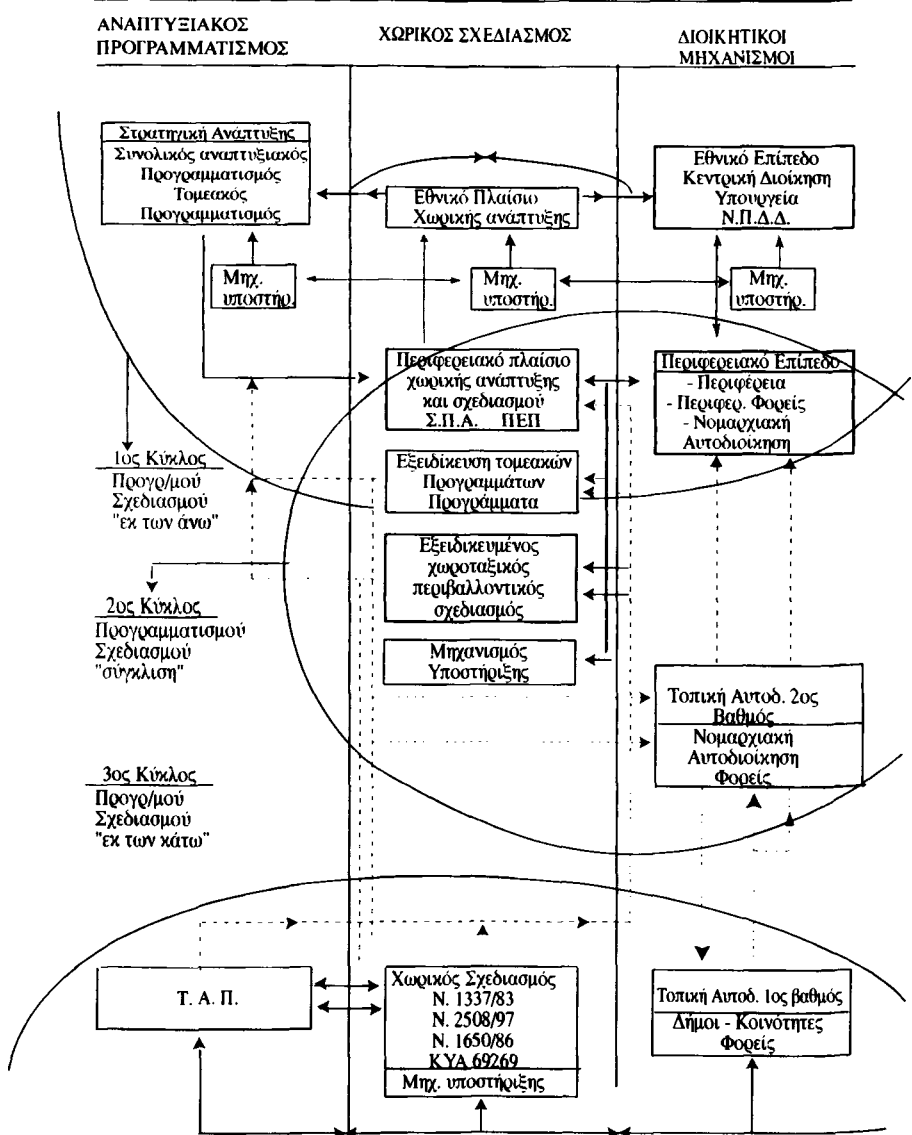 ΑΝΑΠΤΥΞΙΑΚΟΣ
ΠΡΟΓΡΑΜΜΑΤΙΣΜΟΣ
ΧΩΡΙΚΟΣ ΣΧΕΔΙΑΣΜΟΣ
ΔΙΟΙΚΗΤΙΚΟΙ
ΜΗΧΑΝΙΣΜΟΙ
Στρατηγική Ανάπτυξης
Συνολικός αναπτυξιακός
Προγραμματισμός
Τομεακός
Προγραμματισμός
Εθνικό Πλαίσιο
Χωρικής ανάπτυξης
Εθνικό Επίπεδο
Κεντρική Διοίκηση
Υπουργεία
Ν.Π.Δ.Δ.
Μηχ.
υποστήρ.
Μηχ.
υποστήρ.
Μηχ.
υποστήρ.
Περιφερειακό πλαίσιο
χωρικής ανάπτυξης
και σχεδιασμού
Σ.Π.Α. ΠΕΠ
Περιφερειακό Επίπεδο
- Περιφέρεια
- Περιφερ. Φορείς
- Νομαρχιακή
Αυτοδιοίκηση
1ος Κύκλος
Προγρ/μού
Σχεδιασμού
"εκ των άνω"
Εξειδίκευση τομεακών
Προγραμμάτων
Προγράμματα
Εξειδικευμένος
χωροταξικός
περιβαλλοντικός
σχεδιασμός
2ος Κύκλος
Προγραμματισμού
Σχεδιασμού
"σύγκλιση"
Μηχανισμός
Υποστήριξης
Τοπική Αυτοδ. 2ος
Βαθμός
Νομαρχιακή
Αυτοδιοίκηση
Φορείς
3ος Κύκλος
Προγρ/μού
Σχεδιασμού
"εκ των κάτω"
Τ. Α. Π.
Χωρικός Σχεδιασμός
Ν. 1337/83
Ν. 2508/97
Ν. 1650/86
ΚΥΑ 69269
Μηχ. υποστήριξης
Τοπική Αυτοδ. 1ος βαθμός
Δήμοι - Κοινότητες
Φορείς